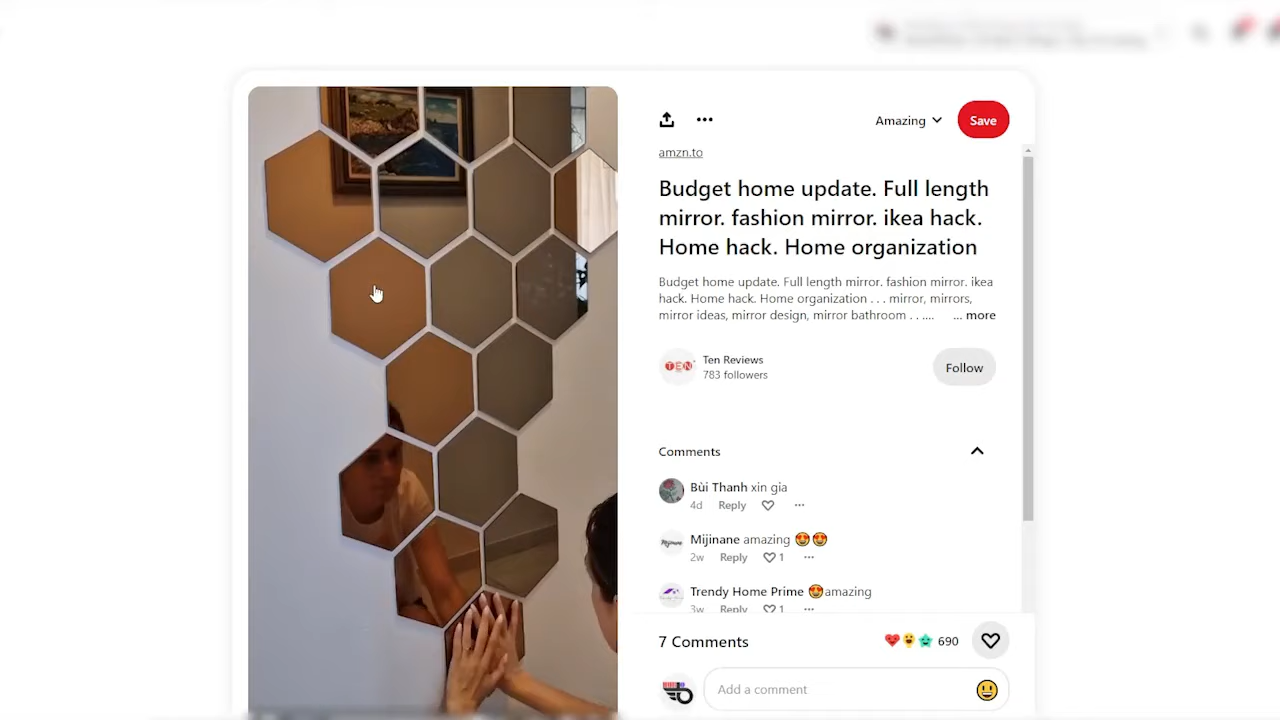 Amazing
Save
amzn.to
Budget home update. Full length
mirror. fashion mirror. ikea hack.
Home hack. Home organization
Budget home update. Full length mirror. fashion mirror. ikea
hack. Home hack. Home organization . . . mirror, mirrors,
mirror ideas, mirror design, mirror bathroom . . .... ... more
TEN
Ten Reviews
783 followers
Follow
Comments
Bùi Thanh xin gia
4d Reply
Mijinane amazing 😍😍
2w Reply 1
Trendy Home Prime 😍amazing
3w Reply 1
7 Comments
690
Add a comment